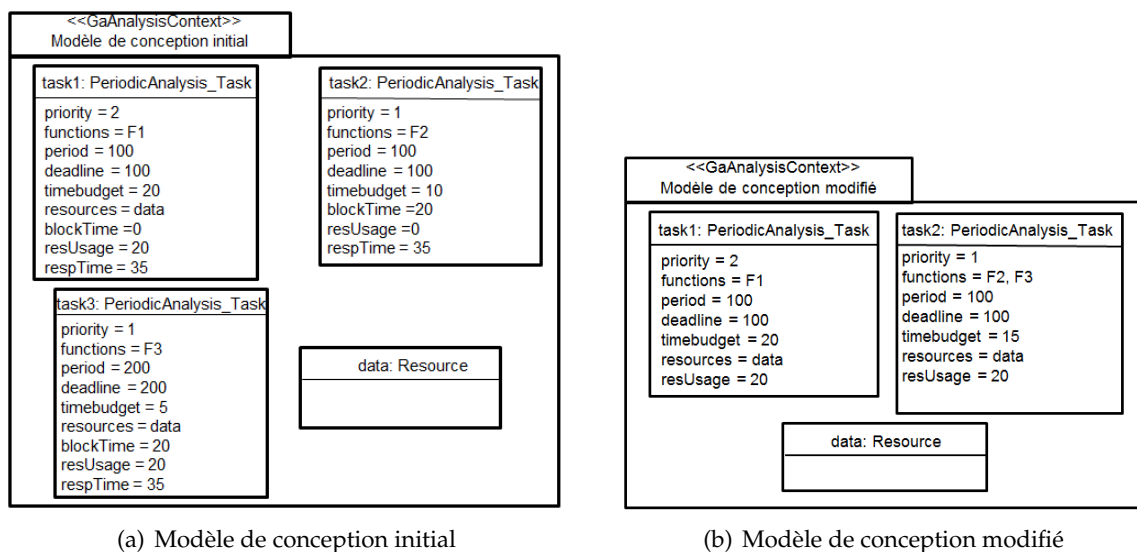 <<GaAnalysisContext>>
Modèle de conception initial
task1: PeriodicAnalysis_Task
priority = 2
functions = F1
period = 100
deadline = 100
timebudget = 20
resources = data
blockTime =0
resUsage = 20
respTime = 35
task2: PeriodicAnalysis_Task
priority = 1
functions = F2
period = 100
deadline = 100
timebudget = 10
blockTime =20
resUsage =0
respTime = 35
task3: PeriodicAnalysis_Task
priority = 1
functions = F3
period = 200
deadline = 200
timebudget = 5
resources = data
blockTime = 20
resUsage = 20
respTime = 35
data: Resource
(a) Modèle de conception initial
<<GaAnalysisContext>>
Modèle de conception modifié
task1: PeriodicAnalysis_Task
priority = 2
functions = F1
period = 100
deadline = 100
timebudget = 20
resources = data
resUsage = 20
task2: PeriodicAnalysis_Task
priority = 1
functions = F2, F3
period = 100
deadline = 100
timebudget = 15
resources = data
resUsage = 20
data: Resource
(b) Modèle de conception modifié